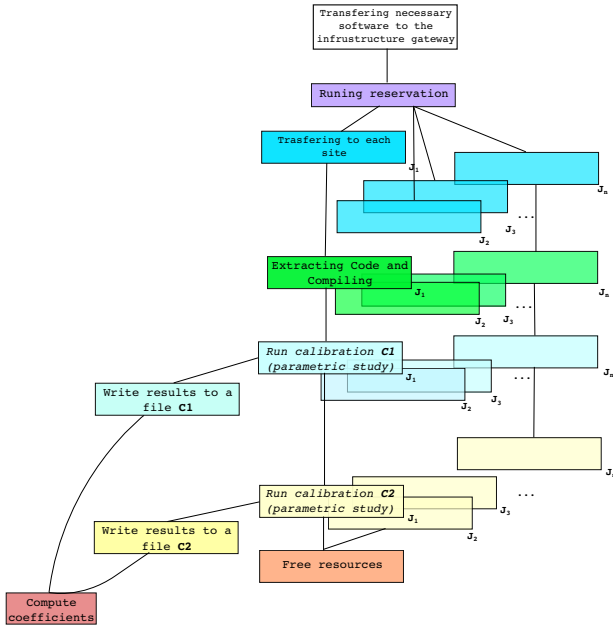 Transfering necessary
software to the
infrustructure gateway
Runing reservation
Trasfering to each
site
J1
Jn
...
J3
J2
Extracting Code and
Compiling
J1
Jn
...
J3
J2
Run calibration C1
(parametric study)
J1
...
Jn
J3
J2
Write results to a
file C1
Run calibration C2
(parametric study)
...
J3
J1
J2
Write results to a
file C2
Free resources
Compute
coefficients